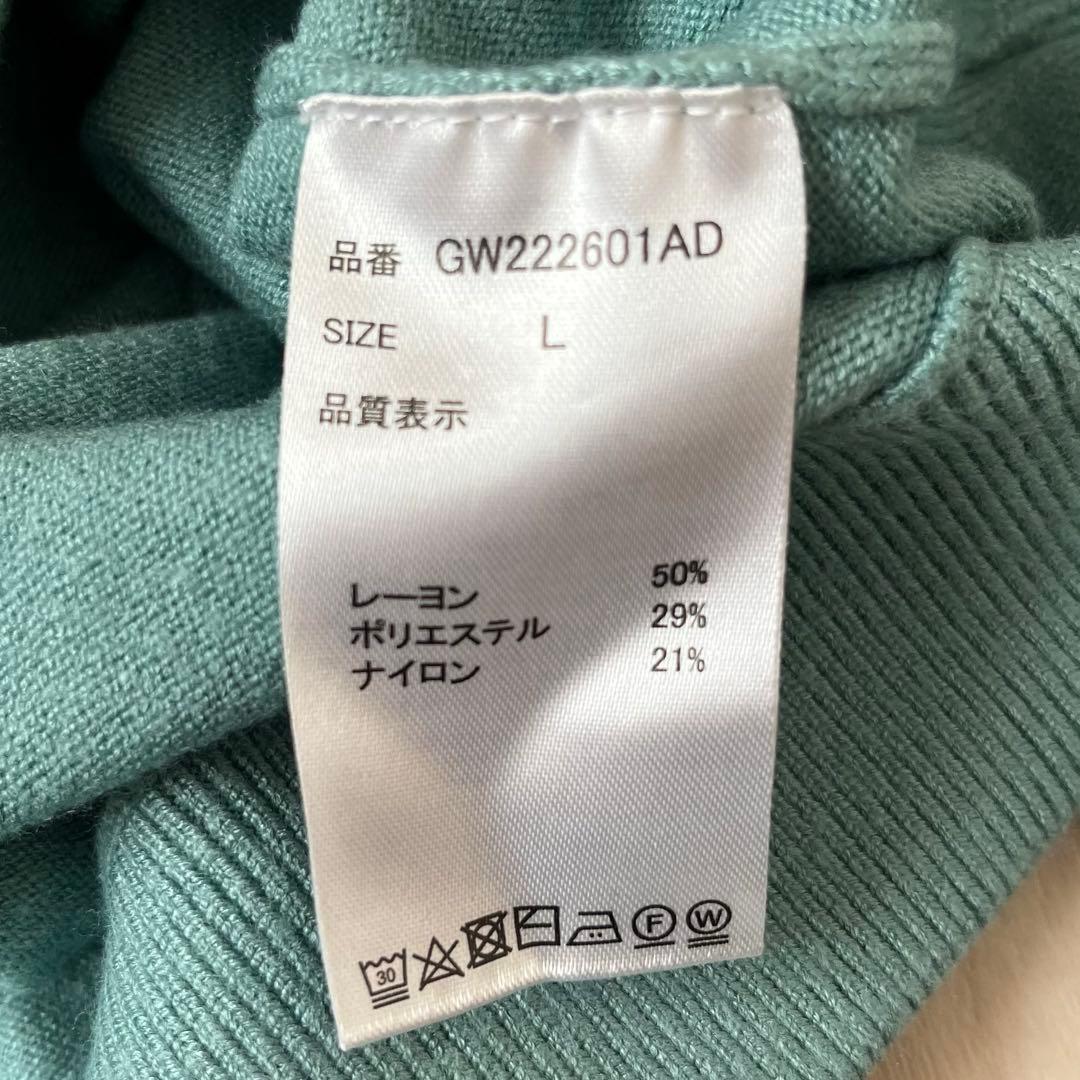 品番 GW222601AD
SIZE L
品質表示
レーヨン 50%
ポリエステル 29%
ナイロン 21%
30 F W